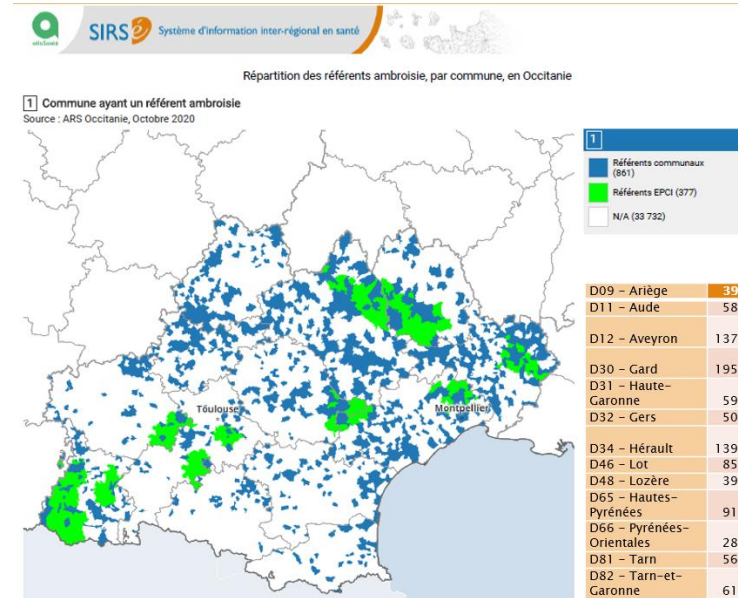 SIRSé Système d'information inter-régional en santé
Répartition des référents ambroisie, par commune, en Occitanie
1 Commune ayant un référent ambroisie
Source : ARS Occitanie, Octobre 2020
1
Référents communaux
(861)
Référents EPCI (377)
N/A (33 732)
Toulouse
Montpellier
D09 – Ariège 39
D11 – Aude 58
D12 – Aveyron 137
D30 – Gard 195
D31 – Haute-
Garonne 59
D32 – Gers 50
D34 – Hérault 139
D46 – Lot 85
D48 – Lozère 39
D65 – Hautes-
Pyrénées 91
D66 – Pyrénées-
Orientales 28
D81 – Tarn 56
D82 – Tarn-et-
Garonne 61